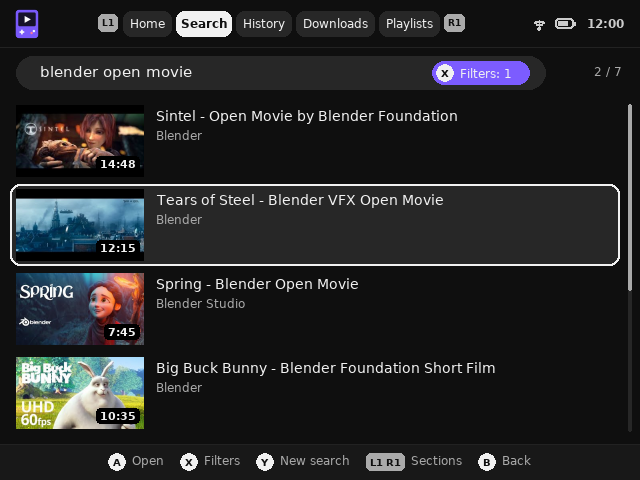 L1 Home Search History Downloads Playlists R1 12:00
blender open movie X Filters: 1 2 / 7
SINTEL
14:48
Sintel - Open Movie by Blender Foundation
Blender
12:15
Tears of Steel - Blender VFX Open Movie
Blender
SPRING
blender
7:45
Spring - Blender Open Movie
Blender Studio
Big Buck
BUNNY
UHD
60fps
10:35
Big Buck Bunny - Blender Foundation Short Film
Blender
A Open X Filters Y New search L1 R1 Sections B Back